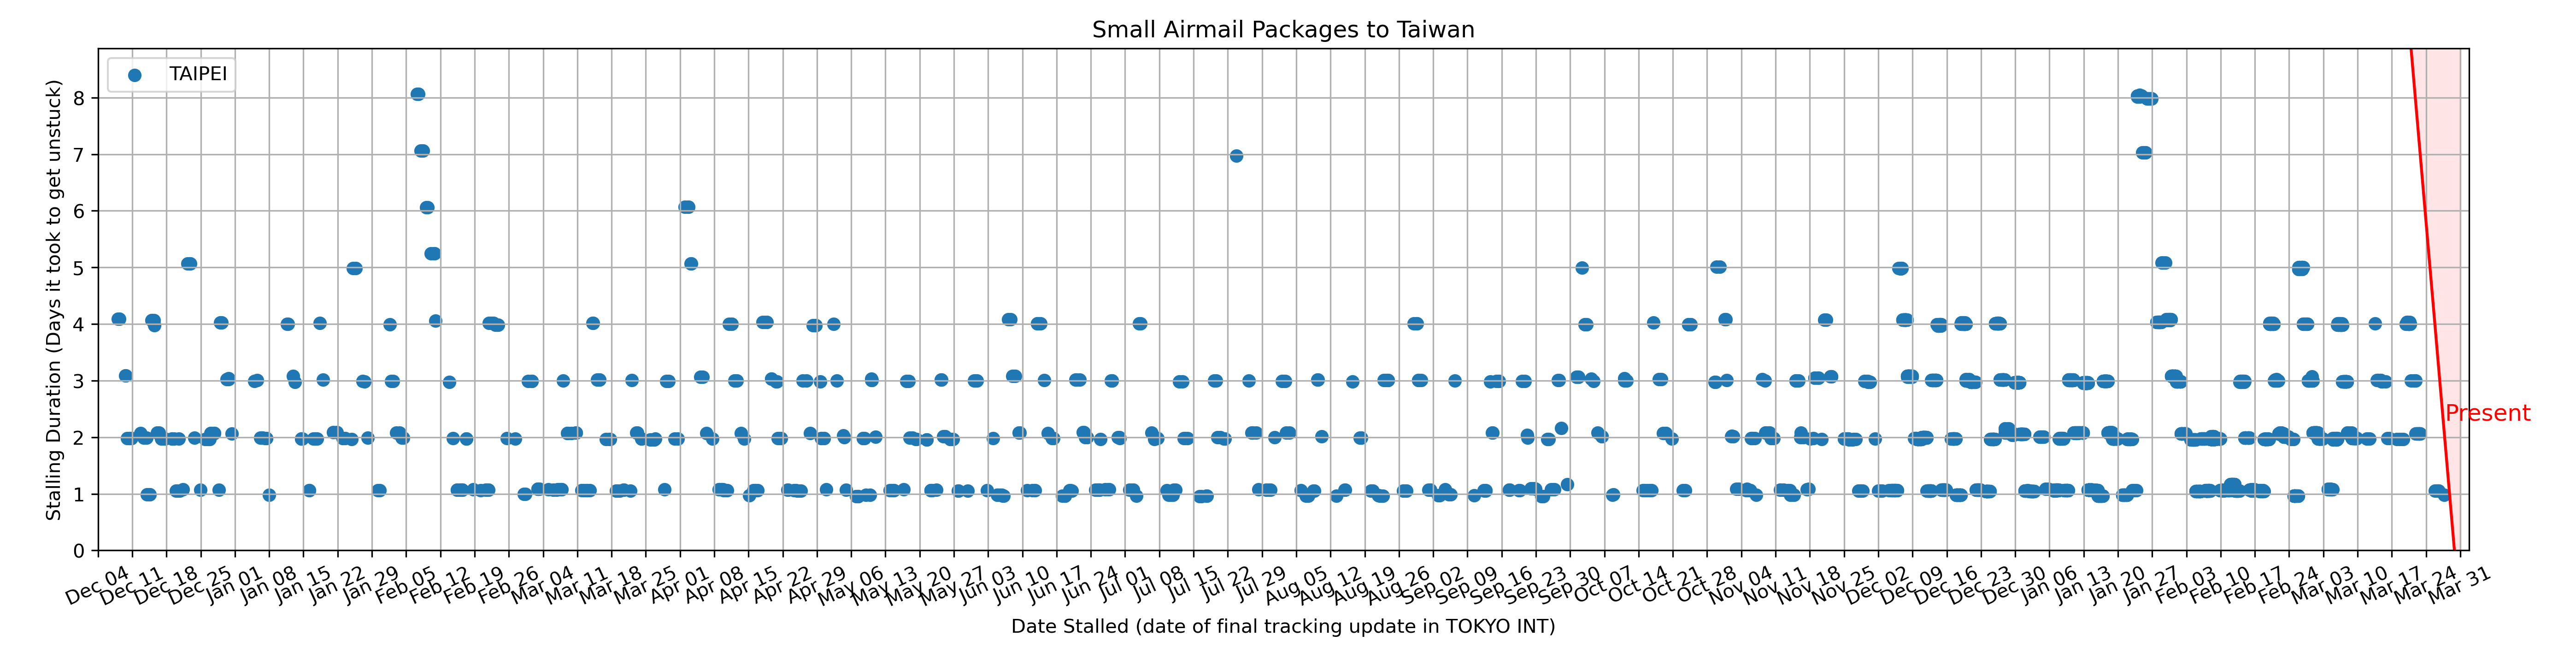 Small Airmail Packages to Taiwan
TAIPEI
Stalling Duration (Days it took to get unstuck)
8
7
6
5
4
3
2
1
0
Present
Dec 04 Dec 11 Dec 18 Dec 25 Jan 01 Jan 08 Jan 15 Jan 22 Jan 29 Feb 05 Feb 12 Feb 19 Feb 26 Mar 04 Mar 11 Mar 18 Mar 25 Apr 01 Apr 08 Apr 15 Apr 22 Apr 29 May 06 May 13 May 20 May 27 Jun 03 Jun 10 Jun 17 Jun 24 Jul 01 Jul 08 Jul 15 Jul 22 Jul 29 Aug 05 Aug 12 Aug 19 Aug 26 Sep 02 Sep 09 Sep 16 Sep 23 Sep 30 Oct 07 Oct 14 Oct 21 Oct 28 Nov 04 Nov 11 Nov 18 Nov 25 Dec 02 Dec 09 Dec 16 Dec 23 Dec 30 Jan 06 Jan 13 Jan 20 Jan 27 Feb 03 Feb 10 Feb 17 Feb 24 Mar 03 Mar 10 Mar 17 Mar 24 Mar 31
Date Stalled (date of final tracking update in TOKYO INT)